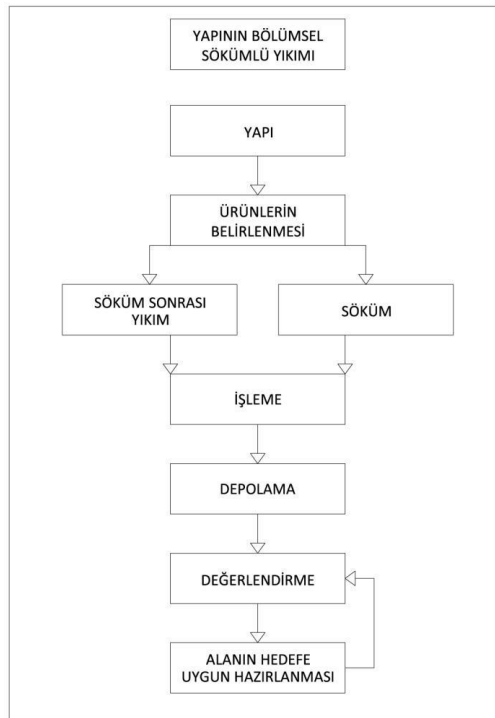 YAPININ BÖLÜMSEL
SÖKÜMLÜ YIKIMI
YAPI
ÜRÜNLERİN
BELİRLENMESİ
SÖKÜM SONRASI
YIKIM
SÖKÜM
İŞLEME
DEPOLAMA
DEĞERLENDİRME
ALANIN HEDEFE
UYGUN HAZIRLANMASI